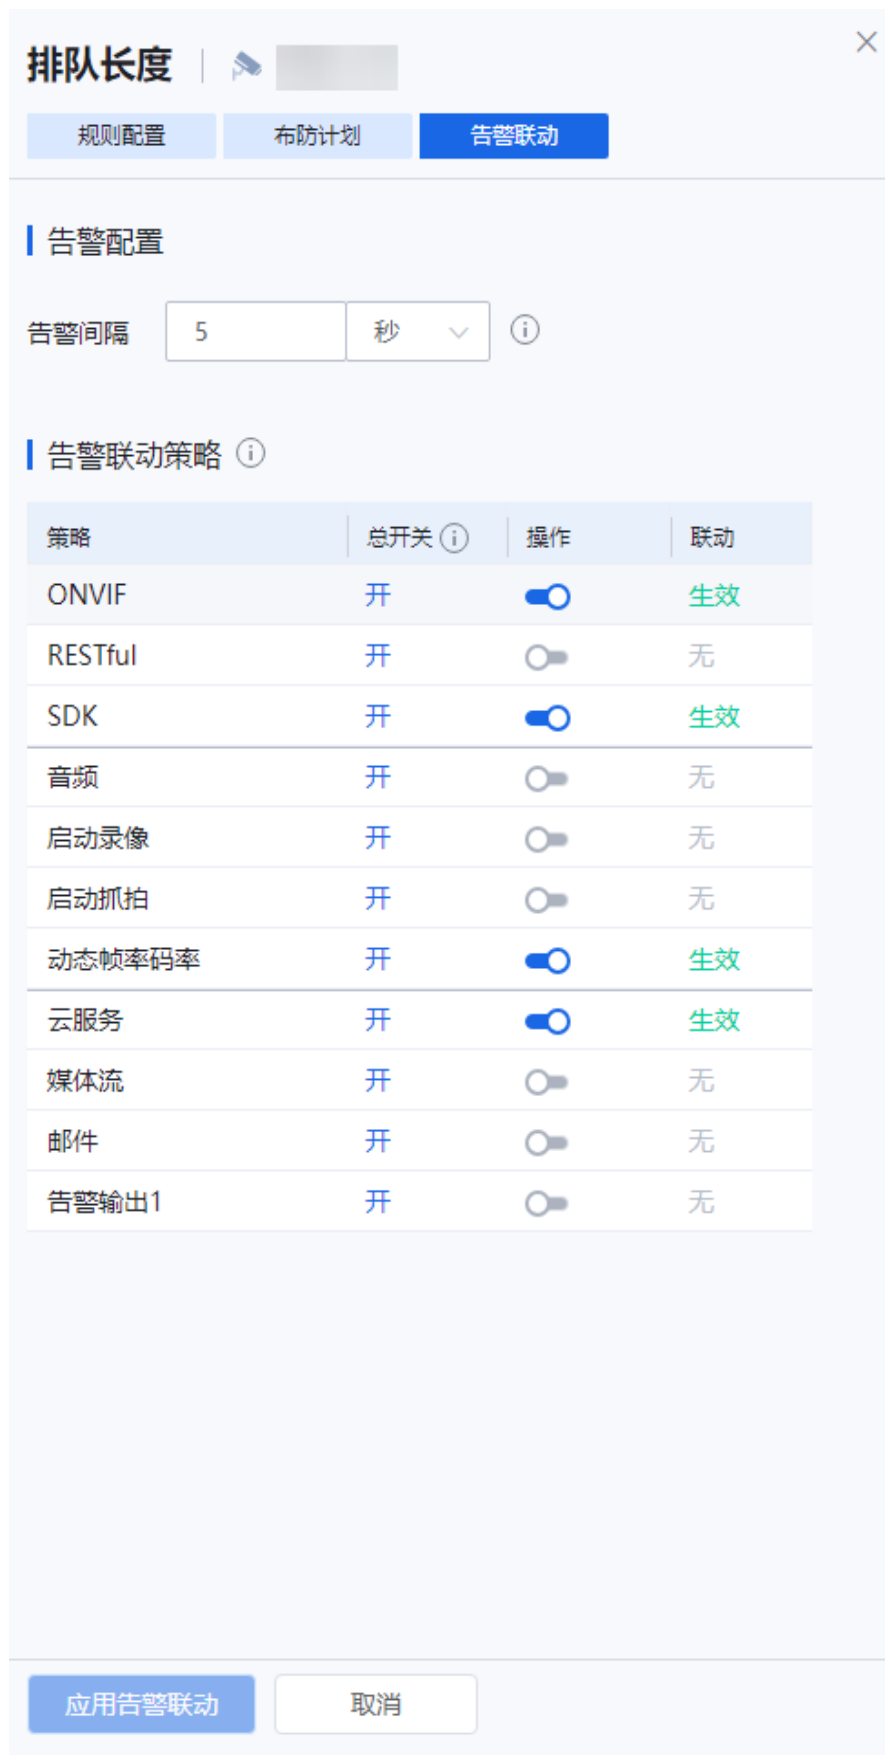 排队长度
规则配置 布防计划 告警联动
告警配置
告警间隔 5 秒
告警联动策略
策略 总开关 操作 联动
ONVIF 开 生效
RESTful 开 无
SDK 开 生效
音频 开 无
启动录像 开 无
启动抓拍 开 无
动态帧率码率 开 生效
云服务 开 生效
媒体流 开 无
邮件 开 无
告警输出1 开 无
应用告警联动 取消